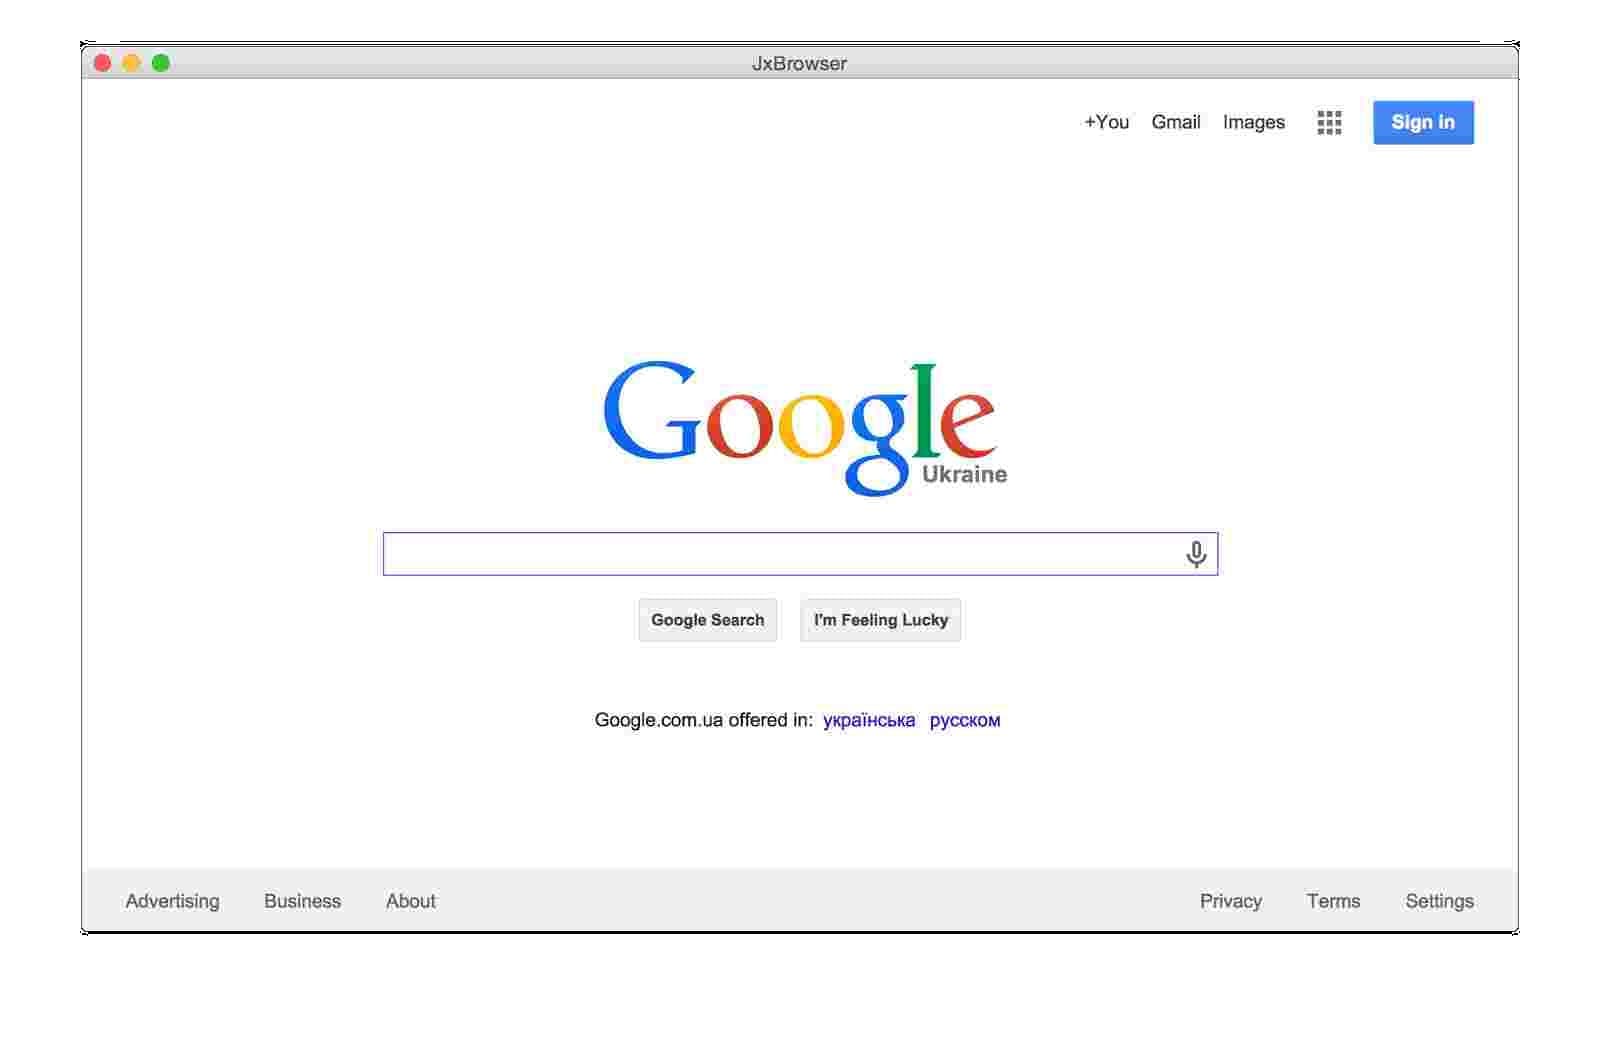 JxBrowser
+You Gmail Images Sign in
Google
Ukraine
Google Search I'm Feeling Lucky
Google.com.ua offered in: українська русском
Advertising Business About Privacy Terms Settings